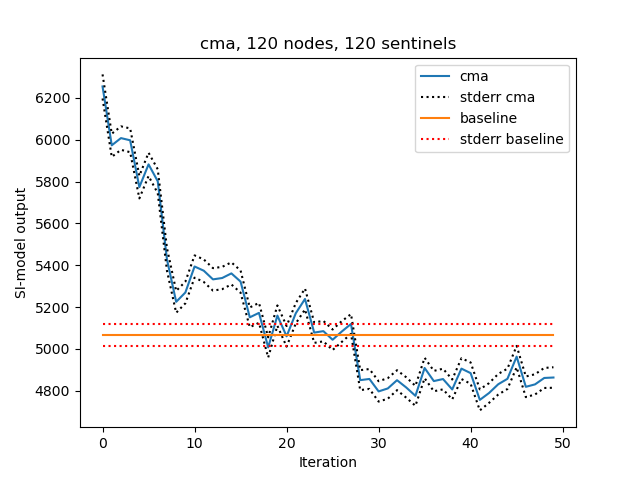 cma, 120 nodes, 120 sentinels
cma
stderr cma
baseline
stderr baseline
6200
6000
5800
5600
5400
5200
5000
4800
SI-model output
0 10 20 30 40 50
Iteration